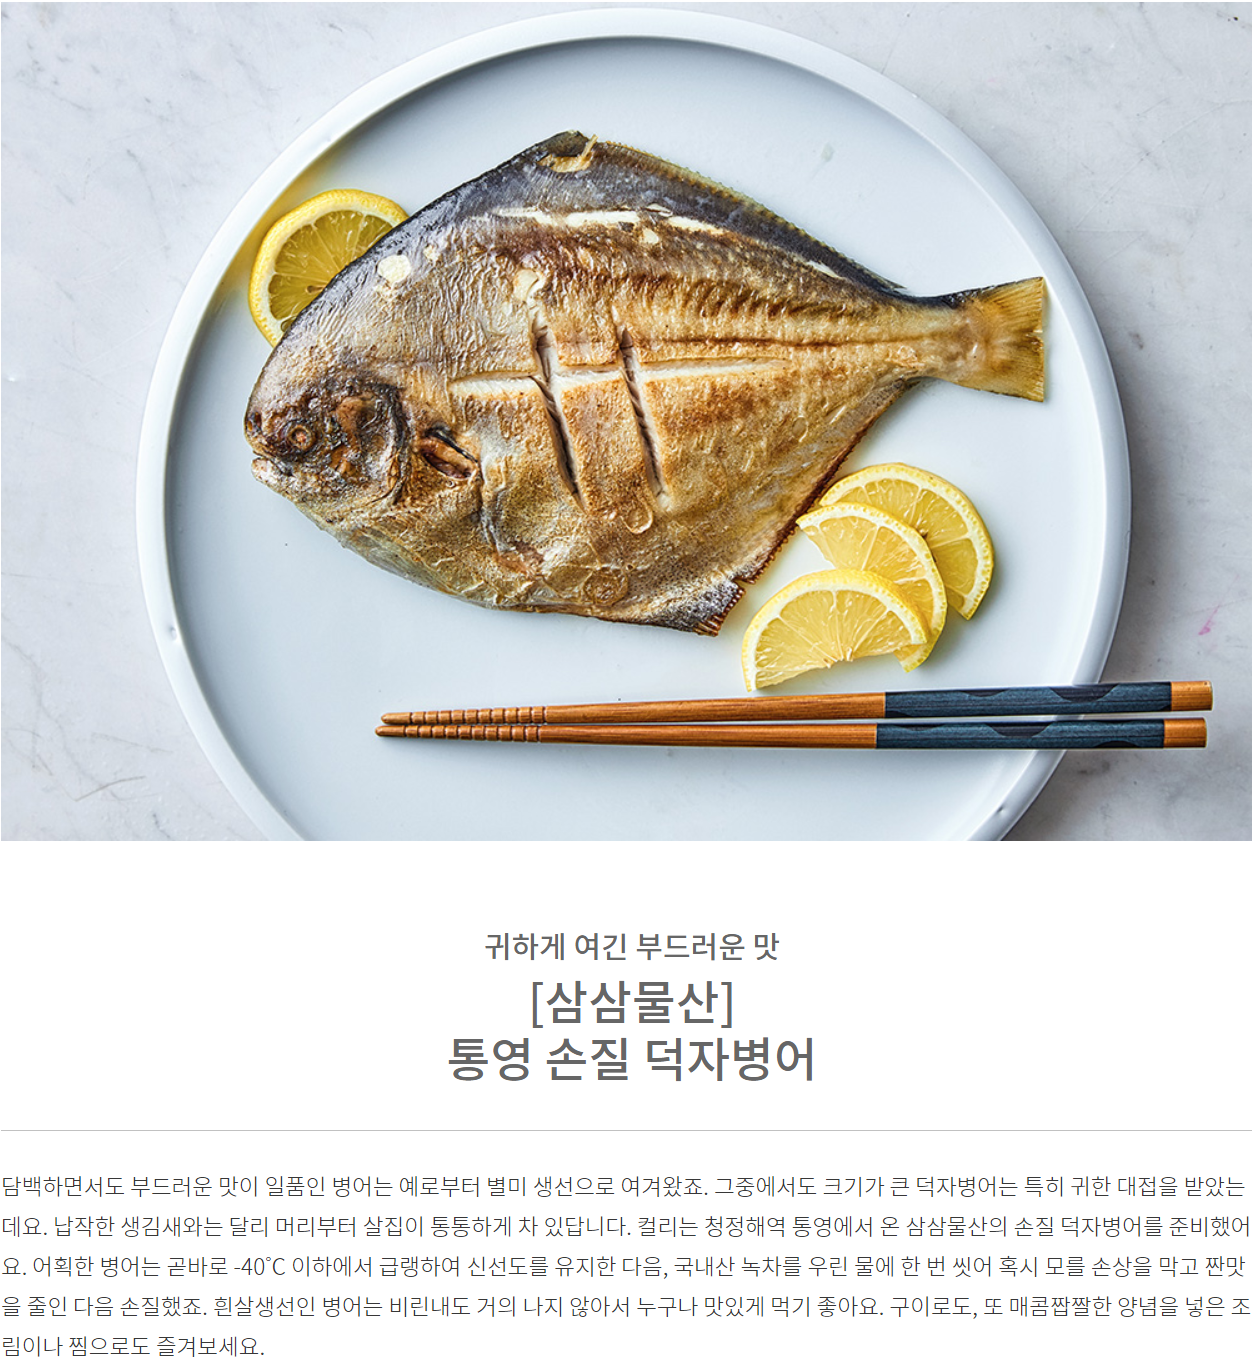 귀하게 여긴 부드러운 맛
[삼삼물산]
통영 손질 덕자병어
담백하면서도 부드러운 맛이 일품인 병어는 예로부터 별미 생선으로 여겨왔죠. 그중에서도 크기가 큰 덕자병어는 특히 귀한 대접을 받았는
데요. 납작한 생김새와는 달리 머리부터 살집이 통통하게 차 있답니다. 컬리는 청정해역 통영에서 온 삼삼물산의 손질 덕자병어를 준비했어
요. 어획한 병어는 곧바로 -40˚C 이하에서 급랭하여 신선도를 유지한 다음, 국내산 녹차를 우린 물에 한 번 씻어 혹시 모를 손상을 막고 짠맛
을 줄인 다음 손질했죠. 흰살생선인 병어는 비린내도 거의 나지 않아서 누구나 맛있게 먹기 좋아요. 구이로도, 또 매콤짭짤한 양념을 넣은 조
림이나 찜으로도 즐겨보세요.